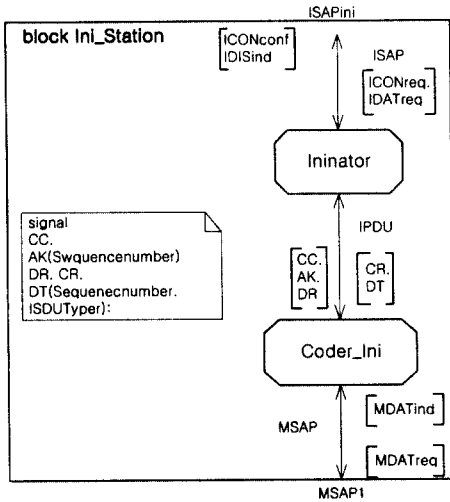 ISAPini
block Ini_Station
ICONconf
IDISind
ISAP
ICONreq.
IDATreq
Ininator
signal
CC.
AK(Swquencenumber)
DR. CR.
DT(Sequenecnumber.
ISDUTyper):
IPDU
CC.
AK.
DR
CR.
DT
Coder_Ini
MSAP
MDATind
MDATreq
MSAP1